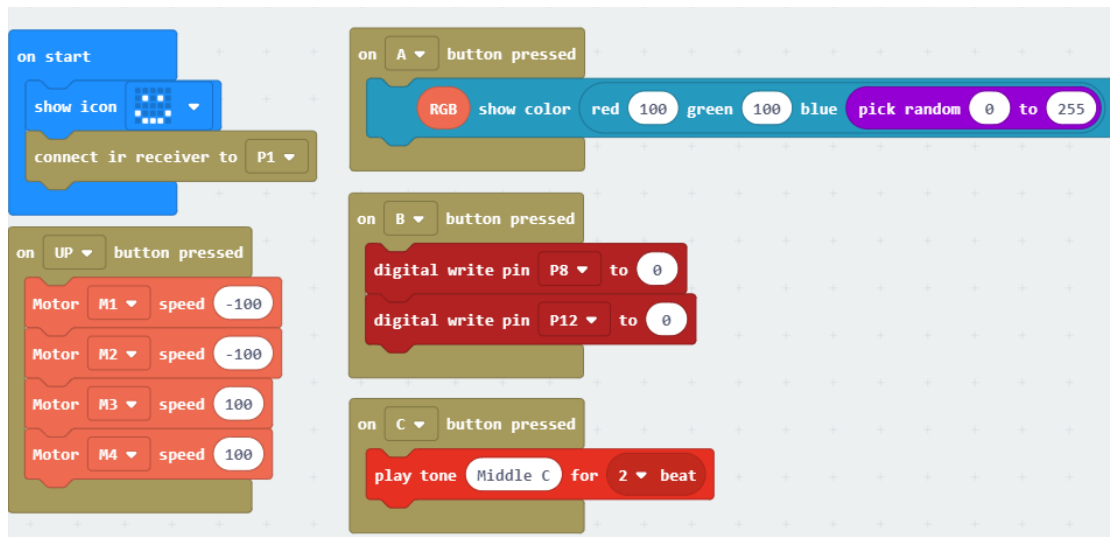 on start
show icon
connect ir receiver to P1
on UP button pressed
Motor M1 speed -100
Motor M2 speed -100
Motor M3 speed 100
Motor M4 speed 100
on A button pressed
RGB show color red 100 green 100 blue pick random 0 to 255
on B button pressed
digital write pin P8 to 0
digital write pin P12 to 0
on C button pressed
play tone Middle C for 2 beat